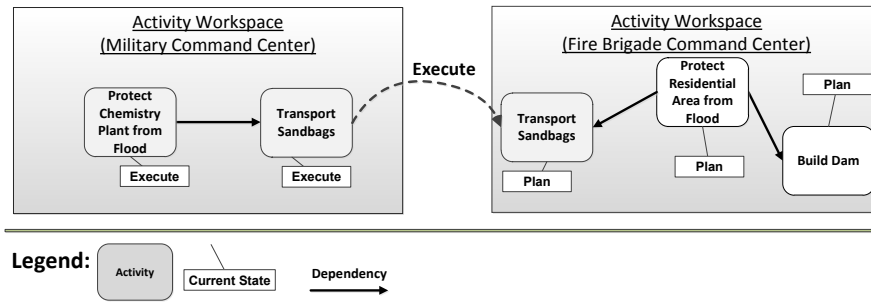 Activity Workspace
(Military Command Center)
Protect
Chemistry
Plant from
Flood
Execute
Transport
Sandbags
Execute
Execute
Activity Workspace
(Fire Brigade Command Center)
Transport
Sandbags
Plan
Protect
Residential
Area from
Flood
Plan
Plan
Build Dam
Legend:
Activity
Current State
Dependency